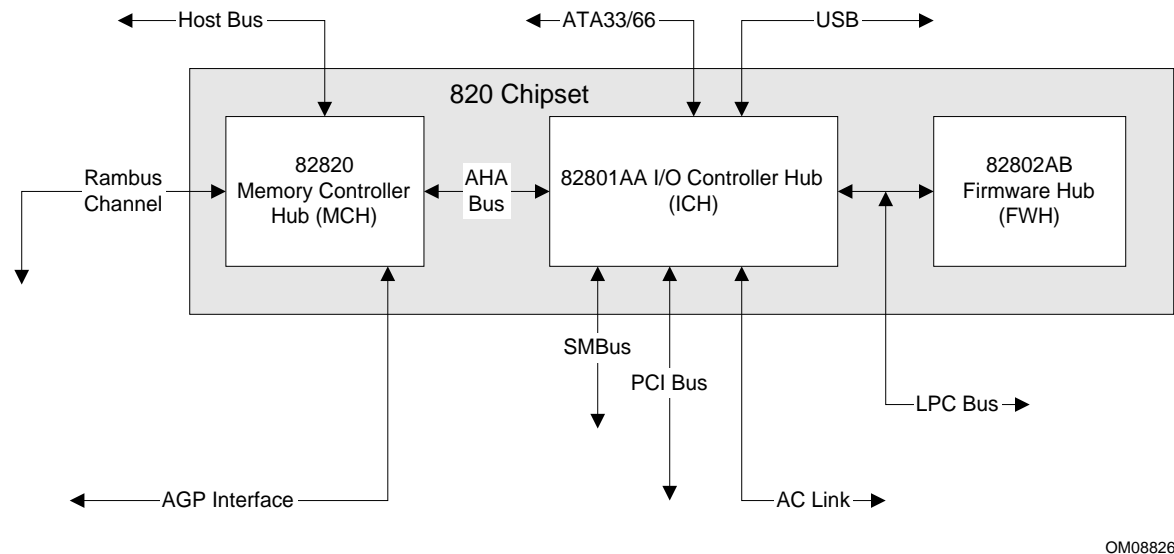 Host Bus
ATA33/66
USB
820 Chipset
Rambus
Channel
82820
Memory Controller
Hub (MCH)
AHA
Bus
82801AA I/O Controller Hub
(ICH)
82802AB
Firmware Hub
(FWH)
SMBus
PCI Bus
LPC Bus
AGP Interface
AC Link
OM08826